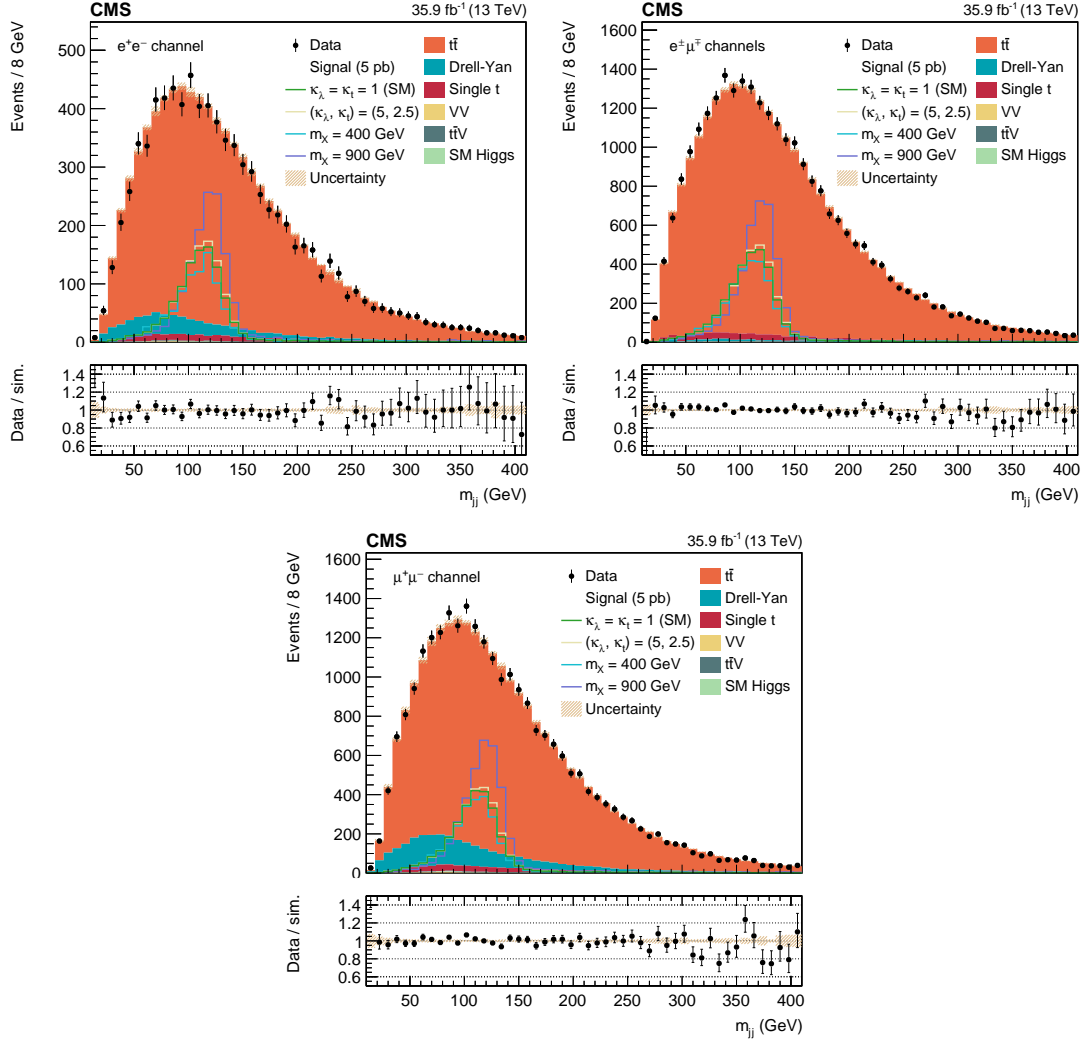 CMS 35.9 fb⁻¹ (13 TeV)
Events / 8 GeV
e⁺e⁻ channel
Data
Signal (5 pb)
κ_λ = κ_t = 1 (SM)
(κ_λ, κ_t) = (5, 2.5)
m_X = 400 GeV
m_X = 900 GeV
Uncertainty
tt̄
Drell-Yan
Single t
VV
tt̄V
SM Higgs
500
400
300
200
100
0
Data / sim.
1.4
1.2
1
0.8
0.6
50 100 150 200 250 300 350 400
m_jj (GeV)
CMS 35.9 fb⁻¹ (13 TeV)
Events / 8 GeV
e±μ∓ channels
Data
Signal (5 pb)
κ_λ = κ_t = 1 (SM)
(κ_λ, κ_t) = (5, 2.5)
m_X = 400 GeV
m_X = 900 GeV
Uncertainty
tt̄
Drell-Yan
Single t
VV
tt̄V
SM Higgs
1600
1400
1200
1000
800
600
400
200
0
Data / sim.
1.4
1.2
1
0.8
0.6
50 100 150 200 250 300 350 400
m_jj (GeV)
CMS 35.9 fb⁻¹ (13 TeV)
Events / 8 GeV
μ⁺μ⁻ channel
Data
Signal (5 pb)
κ_λ = κ_t = 1 (SM)
(κ_λ, κ_t) = (5, 2.5)
m_X = 400 GeV
m_X = 900 GeV
Uncertainty
tt̄
Drell-Yan
Single t
VV
tt̄V
SM Higgs
1600
1400
1200
1000
800
600
400
200
0
Data / sim.
1.4
1.2
1
0.8
0.6
50 100 150 200 250 300 350 400
m_jj (GeV)